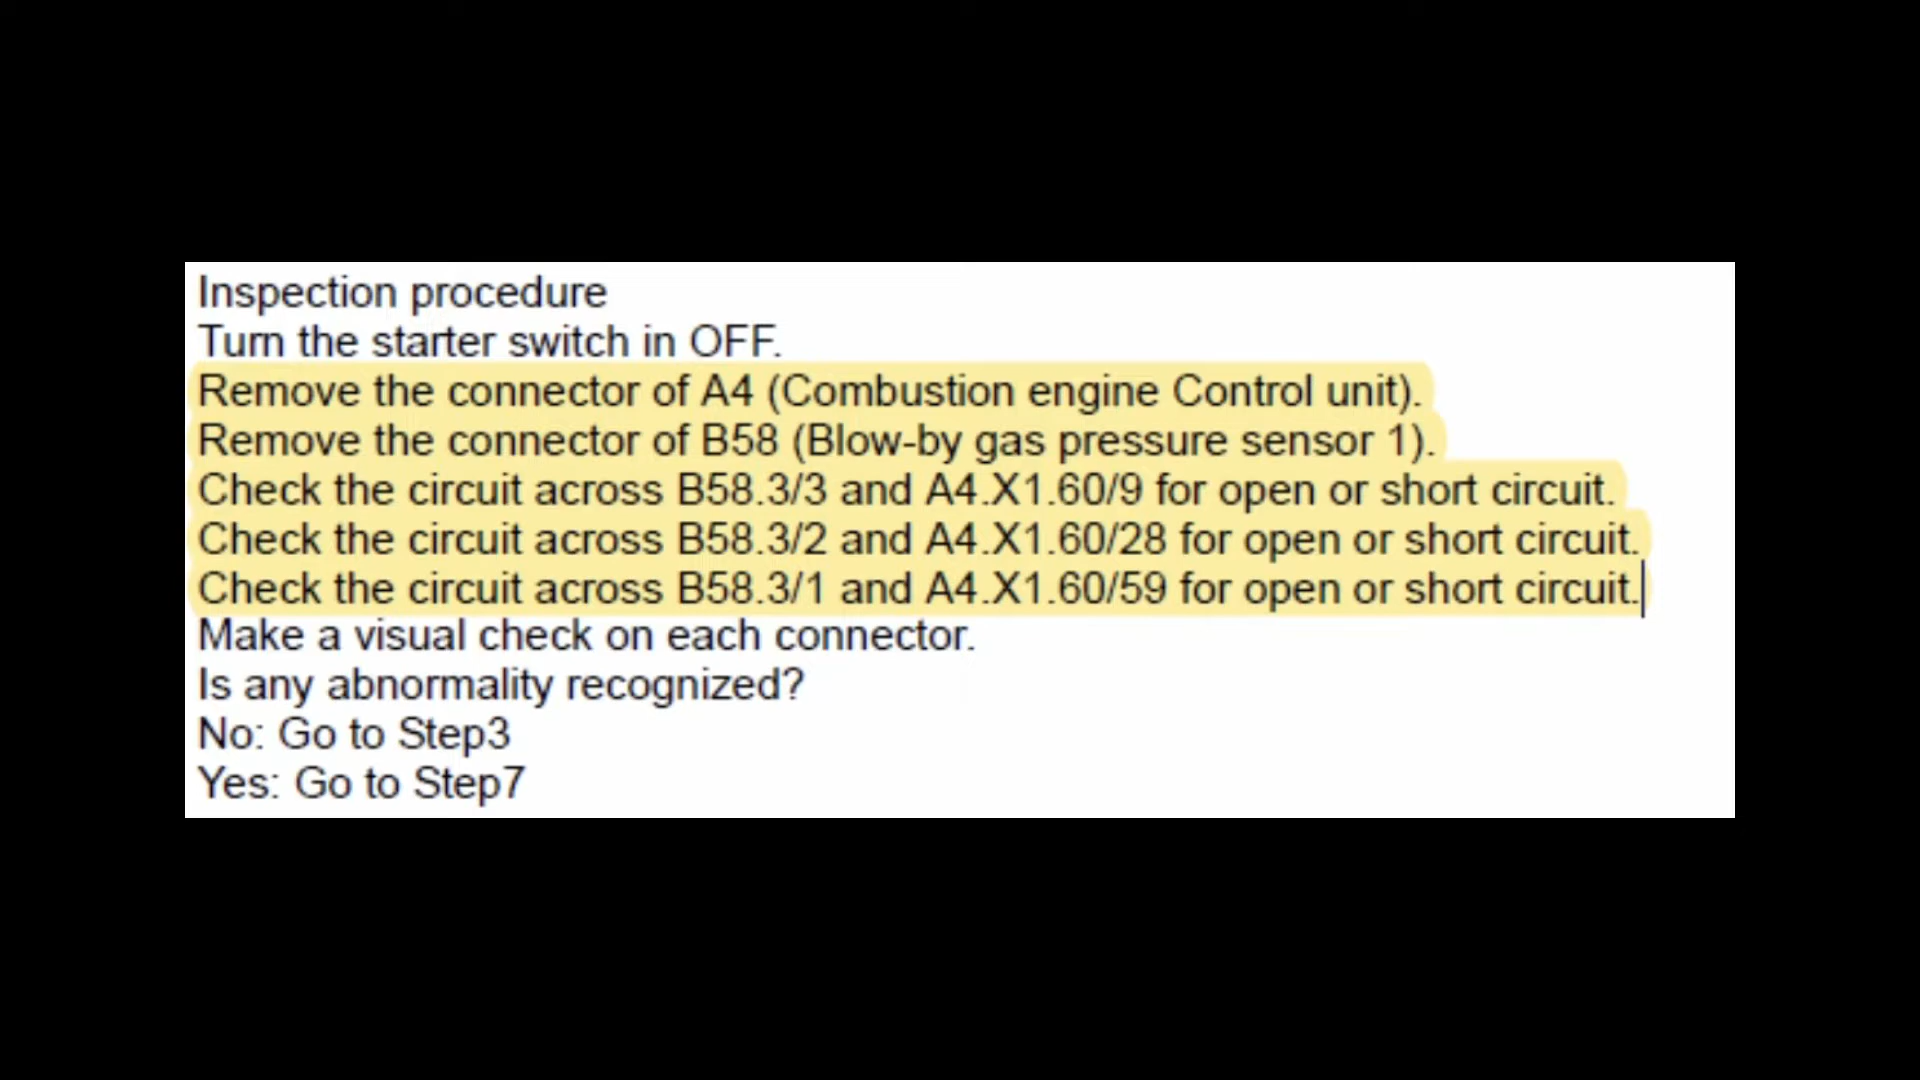 Inspection procedure
Turn the starter switch in OFF.
Remove the connector of A4 (Combustion engine Control unit).
Remove the connector of B58 (Blow-by gas pressure sensor 1).
Check the circuit across B58.3/3 and A4.X1.60/9 for open or short circuit.
Check the circuit across B58.3/2 and A4.X1.60/28 for open or short circuit.
Check the circuit across B58.3/1 and A4.X1.60/59 for open or short circuit.
Make a visual check on each connector.
Is any abnormality recognized?
No: Go to Step3
Yes: Go to Step7